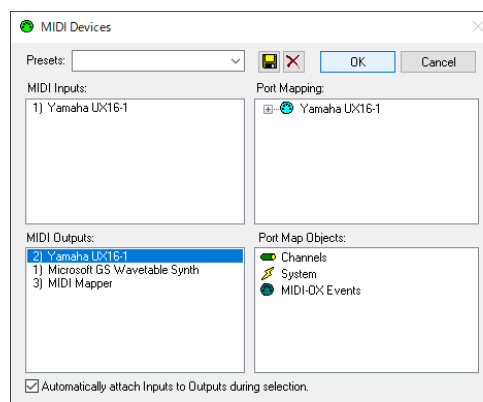 MIDI Devices
Presets:
OK
Cancel
MIDI Inputs:
1) Yamaha UX16-1
Port Mapping:
Yamaha UX16-1
MIDI Outputs:
2) Yamaha UX16-1
1) Microsoft GS Wavetable Synth
3) MIDI Mapper
Port Map Objects:
Channels
System
MIDI-OX Events
Automatically attach Inputs to Outputs during selection.